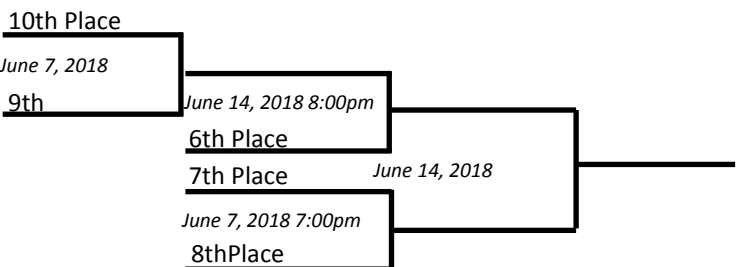 10th Place
June 7, 2018
9th
June 14, 2018 8:00pm
6th Place
7th Place
June 14, 2018
June 7, 2018 7:00pm
8thPlace